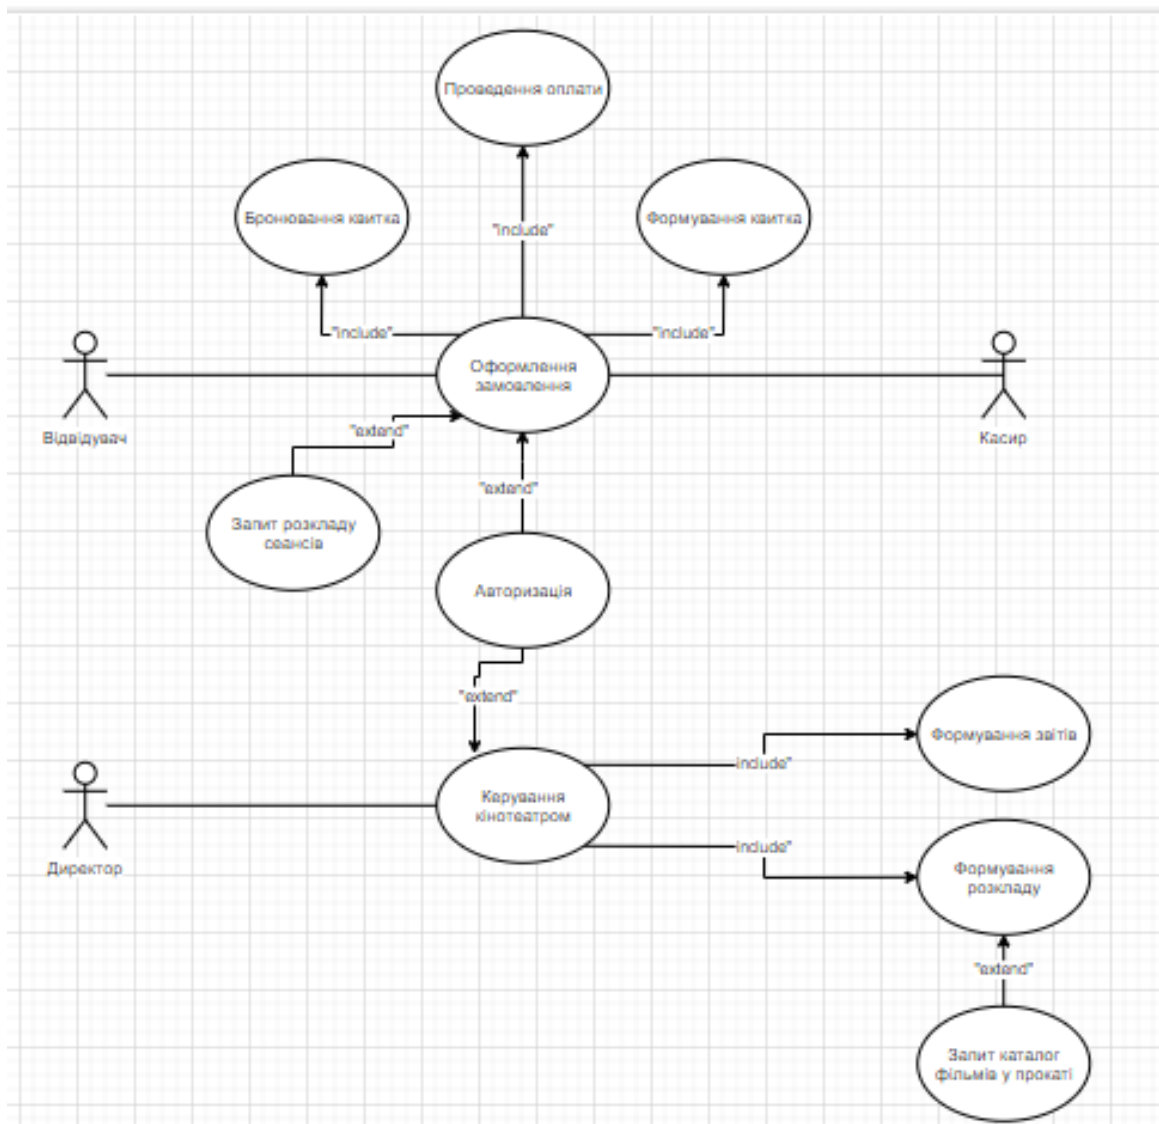 Проведення оплати
Бронювання квитка
Формування квитка
"include"
"include"
"include"
Оформлення
замовлення
Відвідувач
Касир
"extend"
"extend"
Запит розкладу
сеансів
Авторизація
"extend"
Формування звітів
include"
Керування
кінотеатром
include"
Директор
Формування
розкладу
"extend"
Запит каталог
фільмів у прокаті